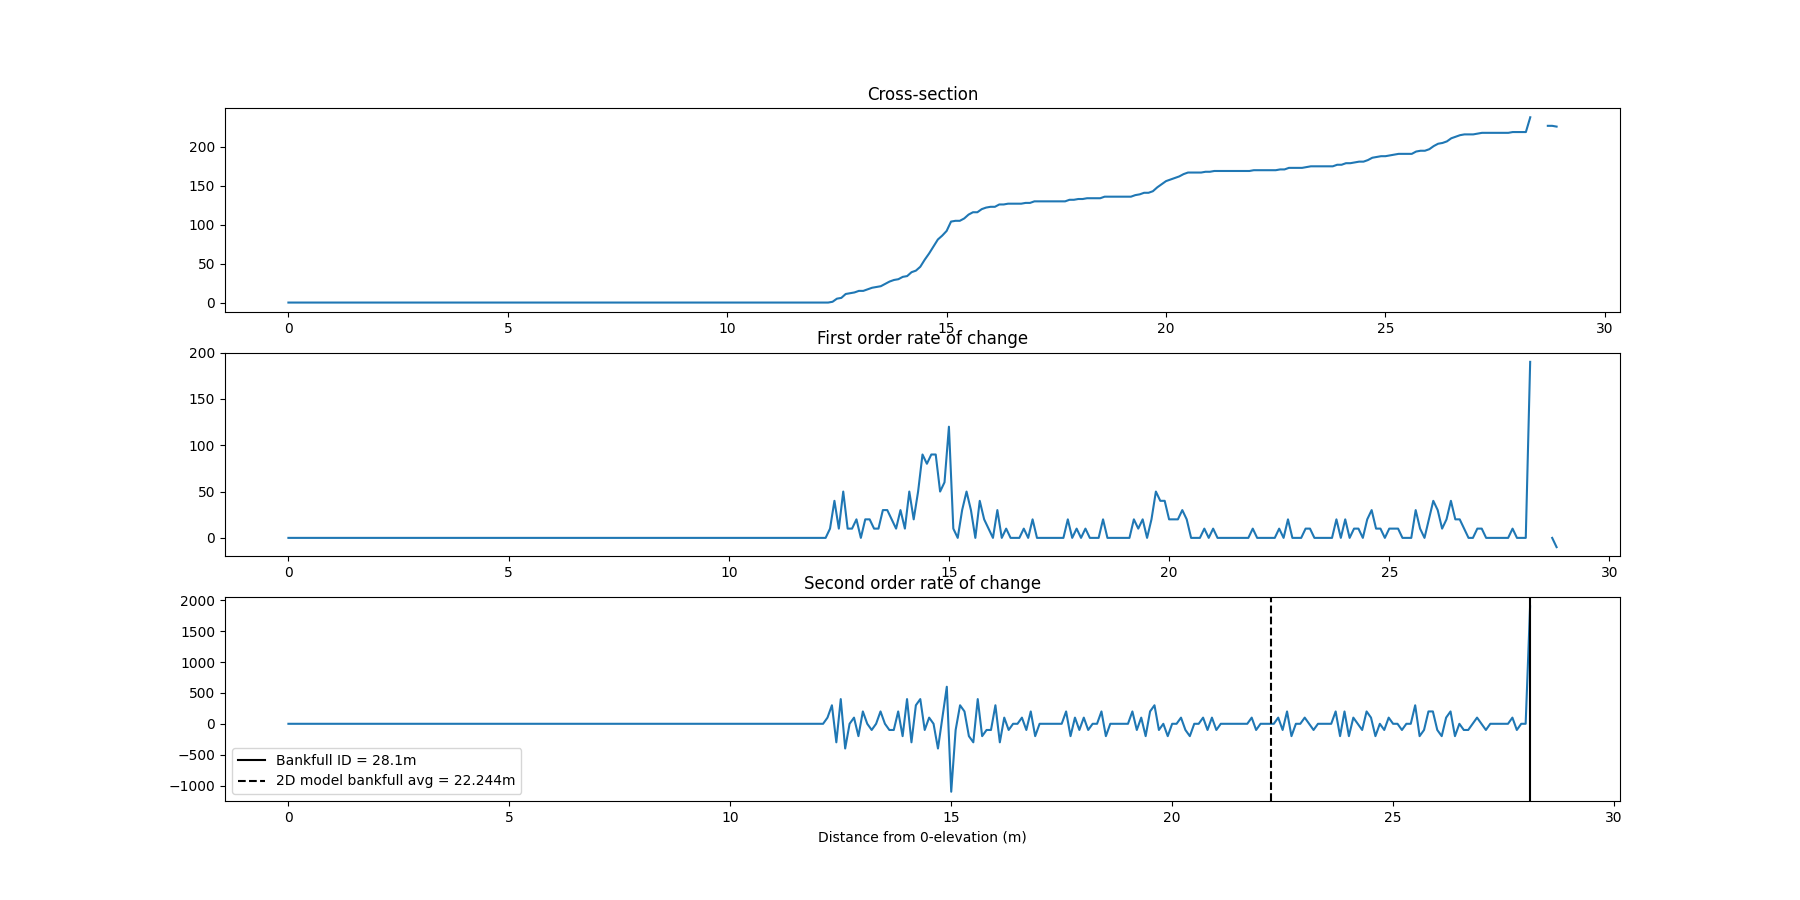 Cross-section
200
150
100
50
0
0 5 10 15 20 25 30
First order rate of change
200
150
100
50
0
0 5 10 15 20 25 30
Second order rate of change
2000
1500
1000
500
0
−500
−1000
Bankfull ID = 28.1m
2D model bankfull avg = 22.244m
0 5 10 15 20 25 30
Distance from 0-elevation (m)